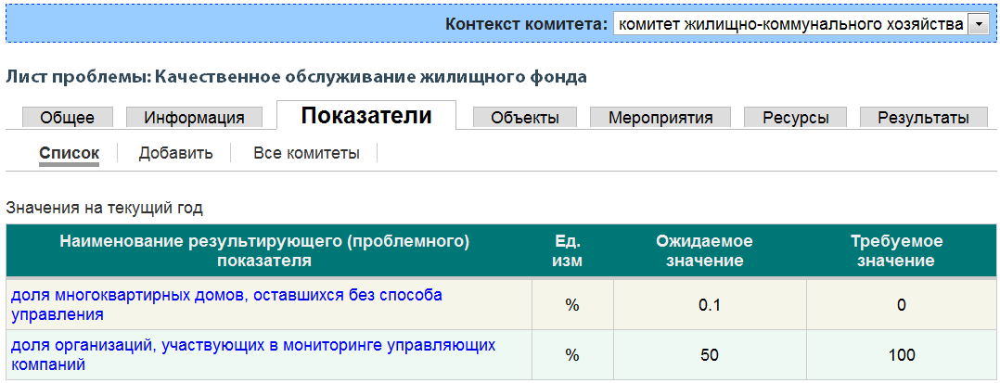 Контекст комитета: комитет жилищно-коммунального хозяйства
Лист проблемы: Качественное обслуживание жилищного фонда
Общее Информация Показатели Объекты Мероприятия Ресурсы Результаты
Список Добавить Все комитеты
Значения на текущий год
Наименование результирующего (проблемного) Ед. Ожидаемое Требуемое
показателя изм значение значение
доля многоквартирных домов, оставшихся без способа
управления % 0.1 0
доля организаций, участвующих в мониторинге управляющих
компаний % 50 100